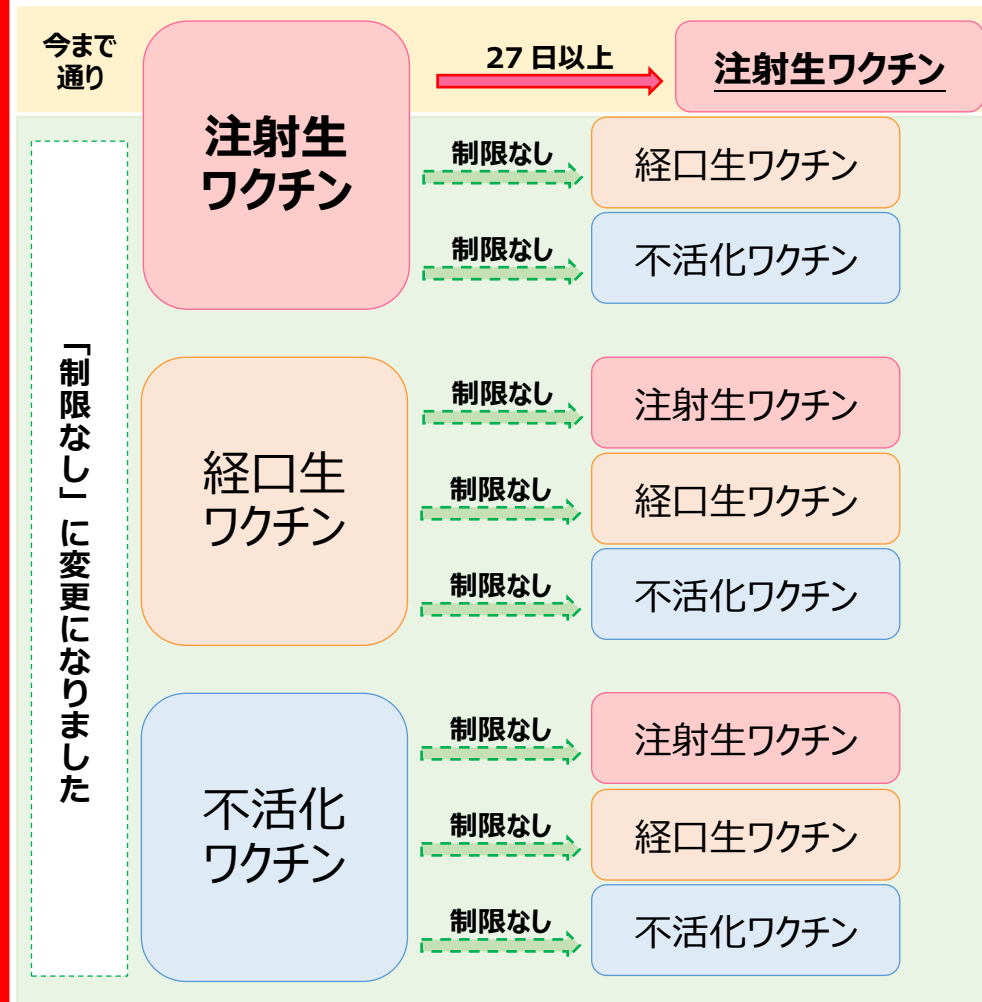 今まで
通り
注射生
ワクチン
27日以上
注射生ワクチン
制限なし
経口生ワクチン
制限なし
不活化ワクチン
「制限なし」に変更になりました
経口生
ワクチン
制限なし
注射生ワクチン
制限なし
経口生ワクチン
制限なし
不活化ワクチン
不活化
ワクチン
制限なし
注射生ワクチン
制限なし
経口生ワクチン
制限なし
不活化ワクチン